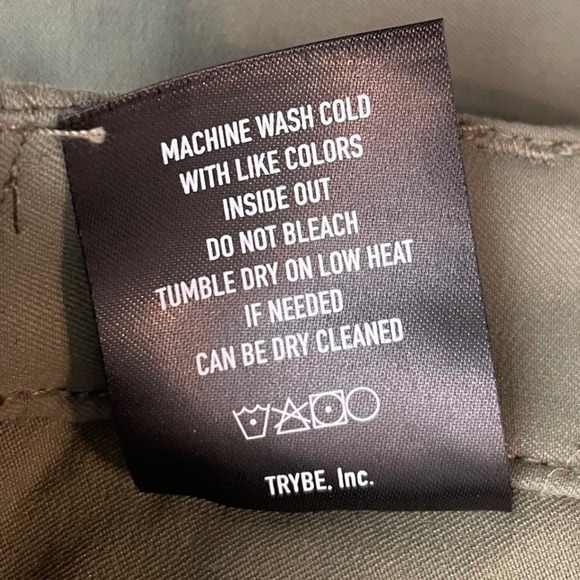 MACHINE WASH COLD
WITH LIKE COLORS
INSIDE OUT
DO NOT BLEACH
TUMBLE DRY ON LOW HEAT
IF NEEDED
CAN BE DRY CLEANED
TRYBE, Inc.